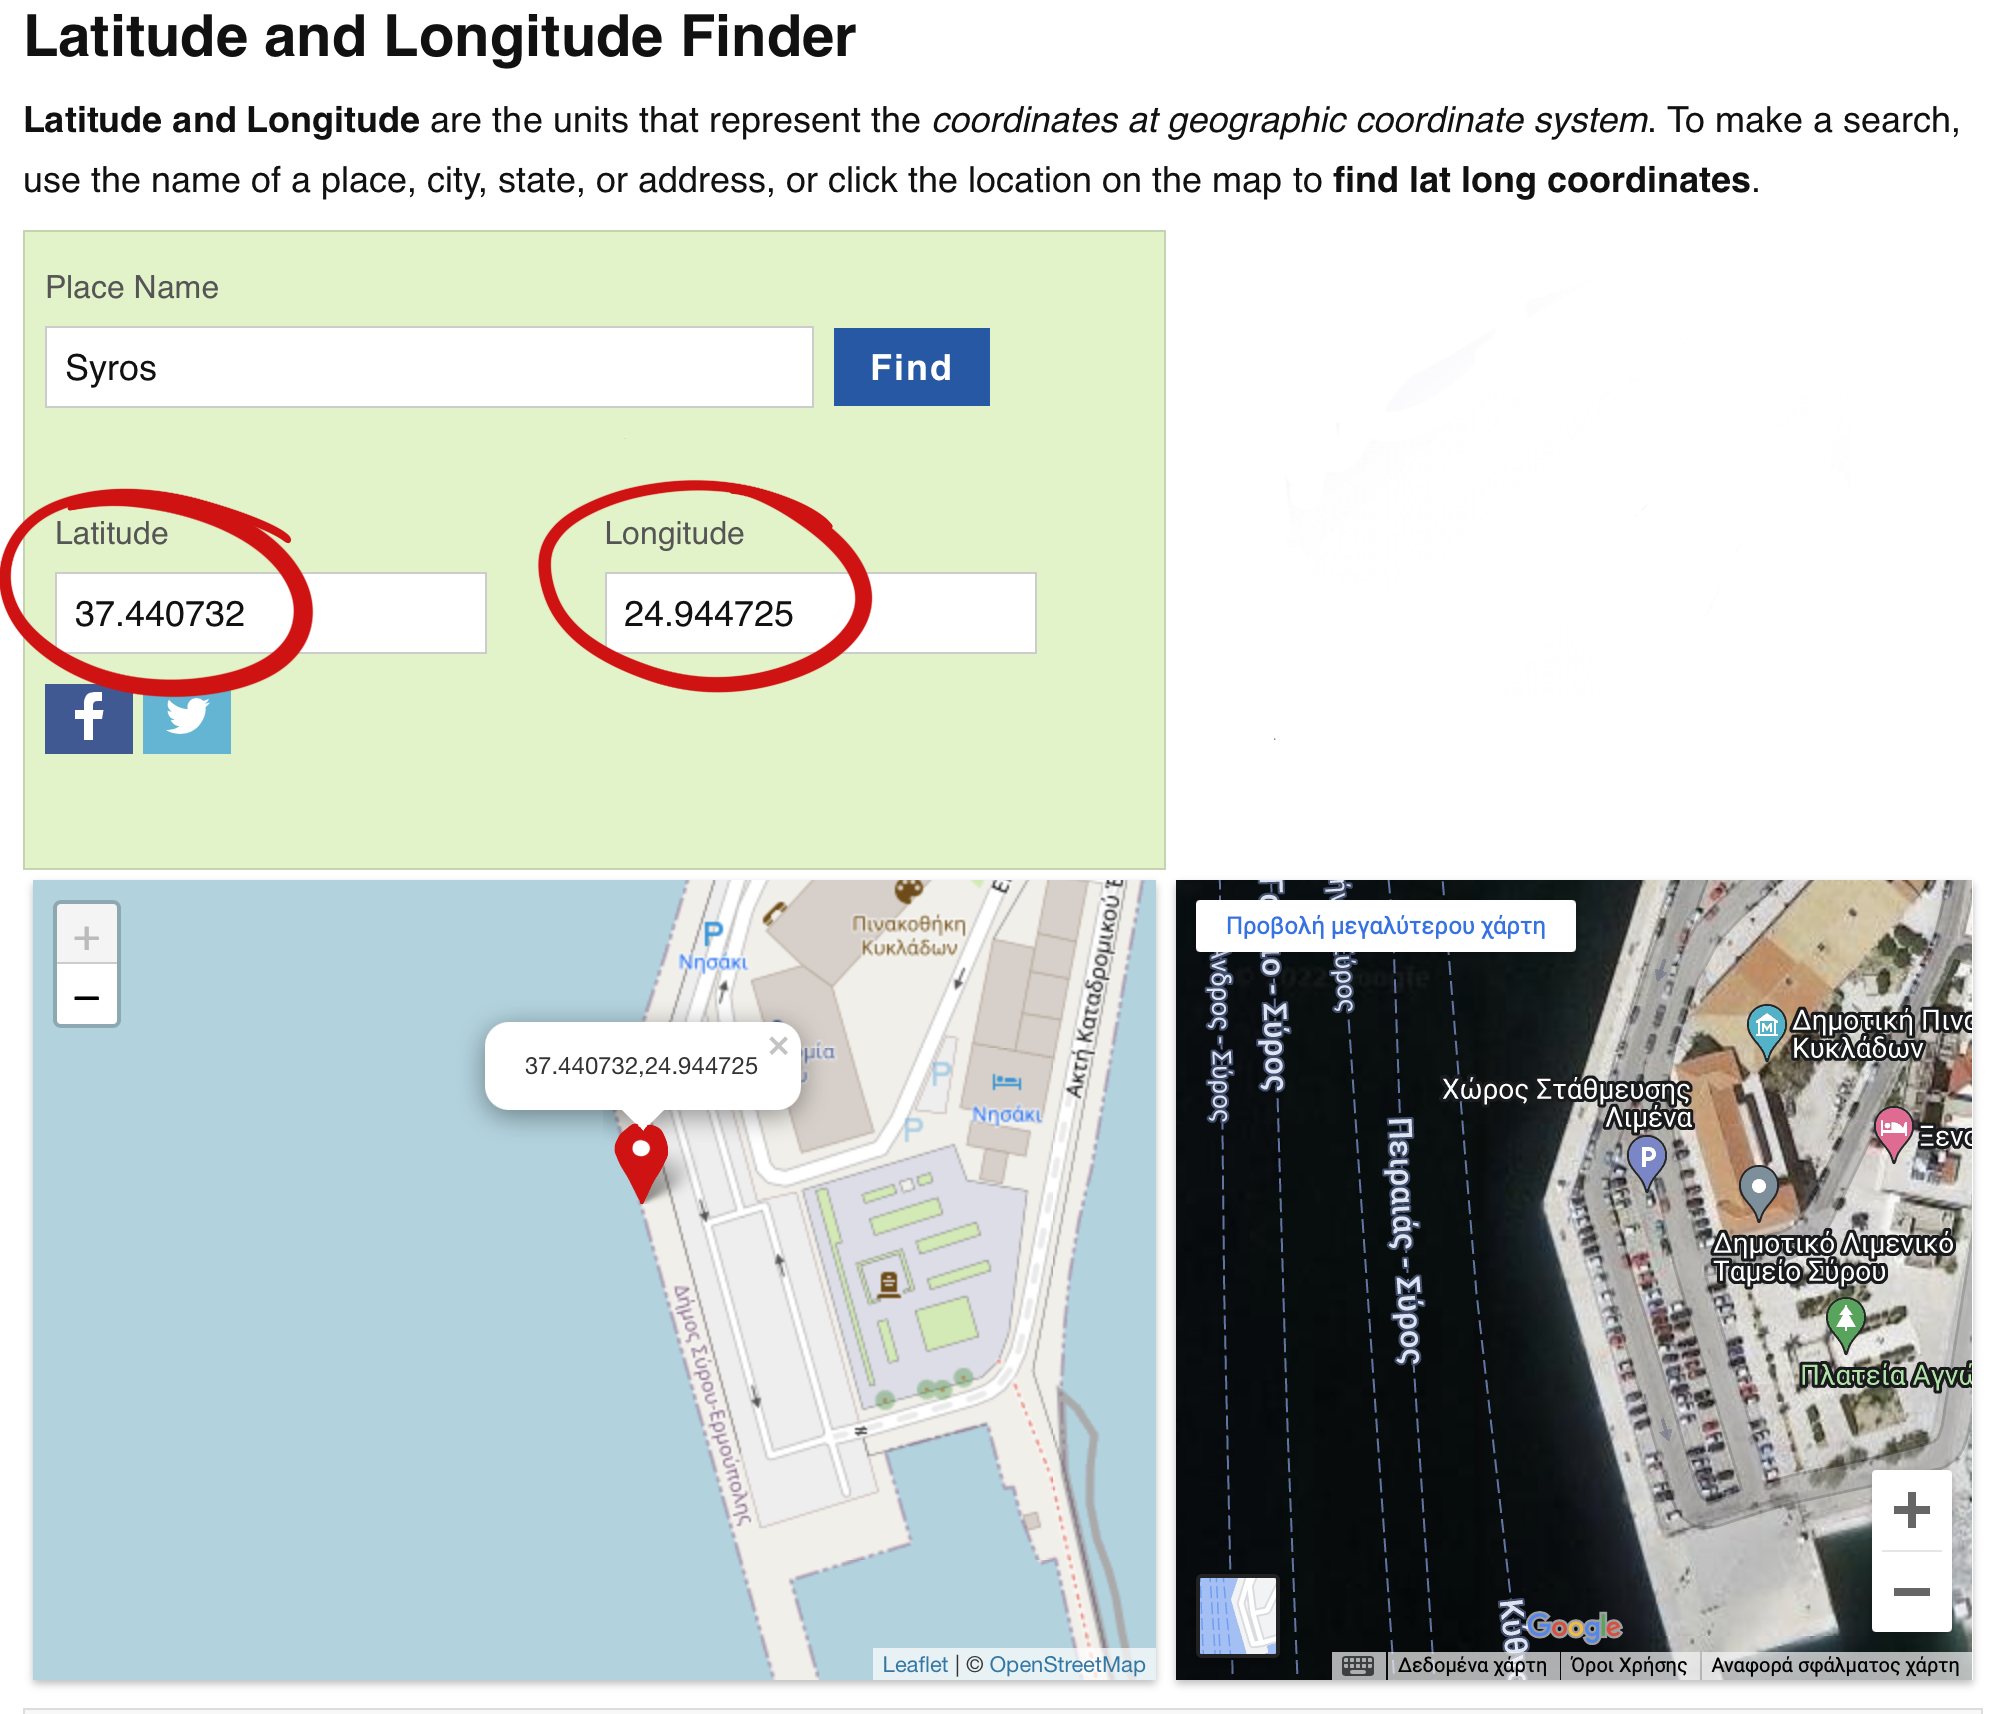 Latitude and Longitude Finder
Latitude and Longitude are the units that represent the coordinates at geographic coordinate system. To make a search,
use the name of a place, city, state, or address, or click the location on the map to find lat long coordinates.
Place Name
Syros
Find
Latitude
Longitude
37.440732
24.944725
+
−
P
Νησάκι
Πινακοθήκη
Κυκλάδων
Ακτή Καταδρομικού Έ
37.440732,24.944725
×
μία
P
P
Νησάκι
Δήμος Σύρου-Ερμούπολης
Leaflet | © OpenStreetMap
Προβολή μεγαλύτερου χάρτη
Σύρος
Σύρος
Πειραιάς - Σύρος
Δημοτική Πινα
Κυκλάδων
Χώρος Στάθμευσης
Λιμένα
P
Ξενο
Δημοτικό Λιμενικό
Ταμείο Σύρου
Πλατεία Αγνώ
+
−
Κύθν
Google
Δεδομένα χάρτη
Όροι Χρήσης
Αναφορά σφάλματος χάρτη